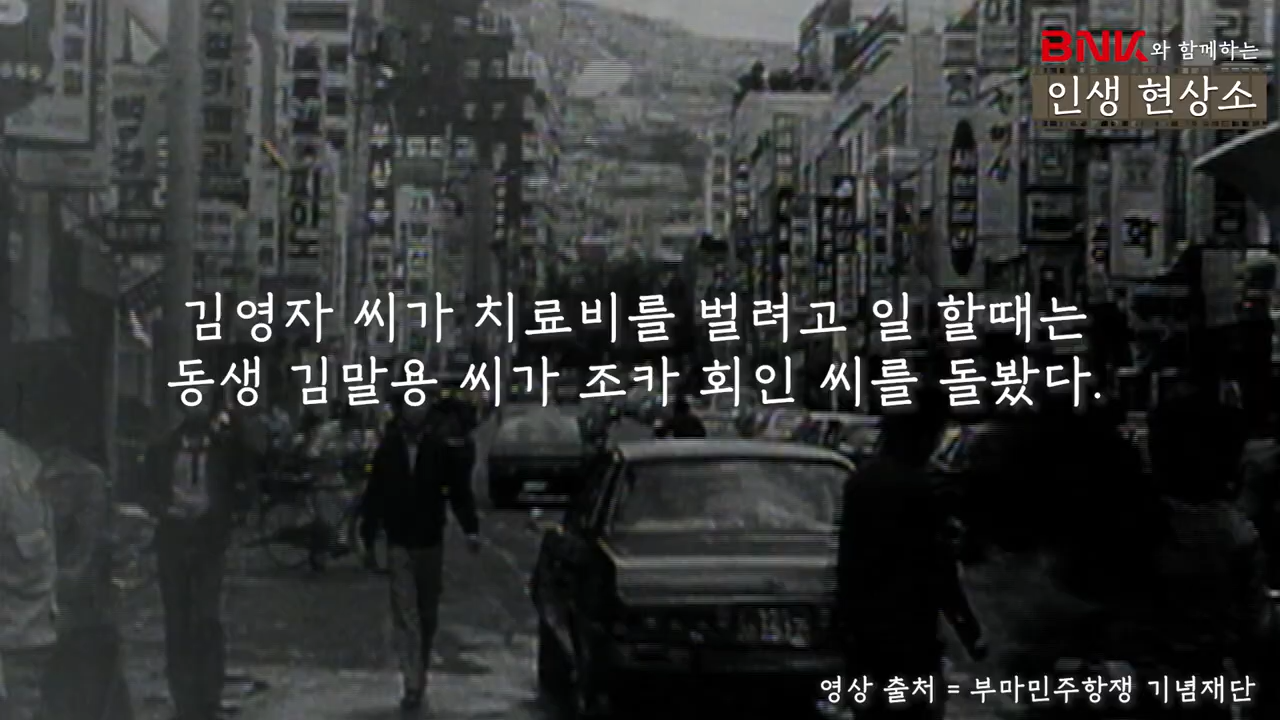 BNK와 함께하는
인생 현상소
김영자 씨가 치료비를 벌려고 일 할때는
동생 김말용 씨가 조카 회인 씨를 돌봤다.
영상 출처 = 부마민주항쟁 기념재단